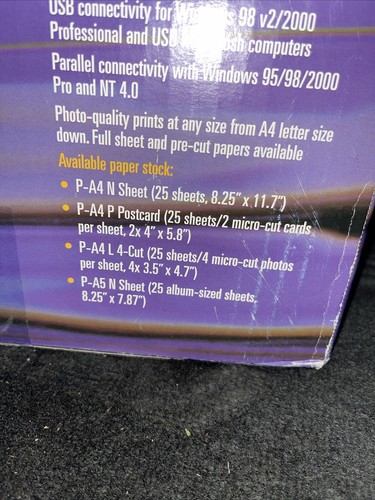 USB connectivity for Windows 98 v2/2000
Professional and USB computers
Parallel connectivity with Windows 95/98/2000
Pro and NT 4.0
Photo-quality prints at any size from A4 letter size
down. Full sheet and pre-cut papers available
Available paper stock:
• P-A4 N Sheet (25 sheets, 8.25" x 11.7")
• P-A4 P Postcard (25 sheets/2 micro-cut cards
per sheet, 2x 4" x 5.8")
• P-A4 L 4-Cut (25 sheets/4 micro-cut photos
per sheet, 4x 3.5" x 4.7")
• P-A5 N Sheet (25 album-sized sheets,
8.25" x 7.87")